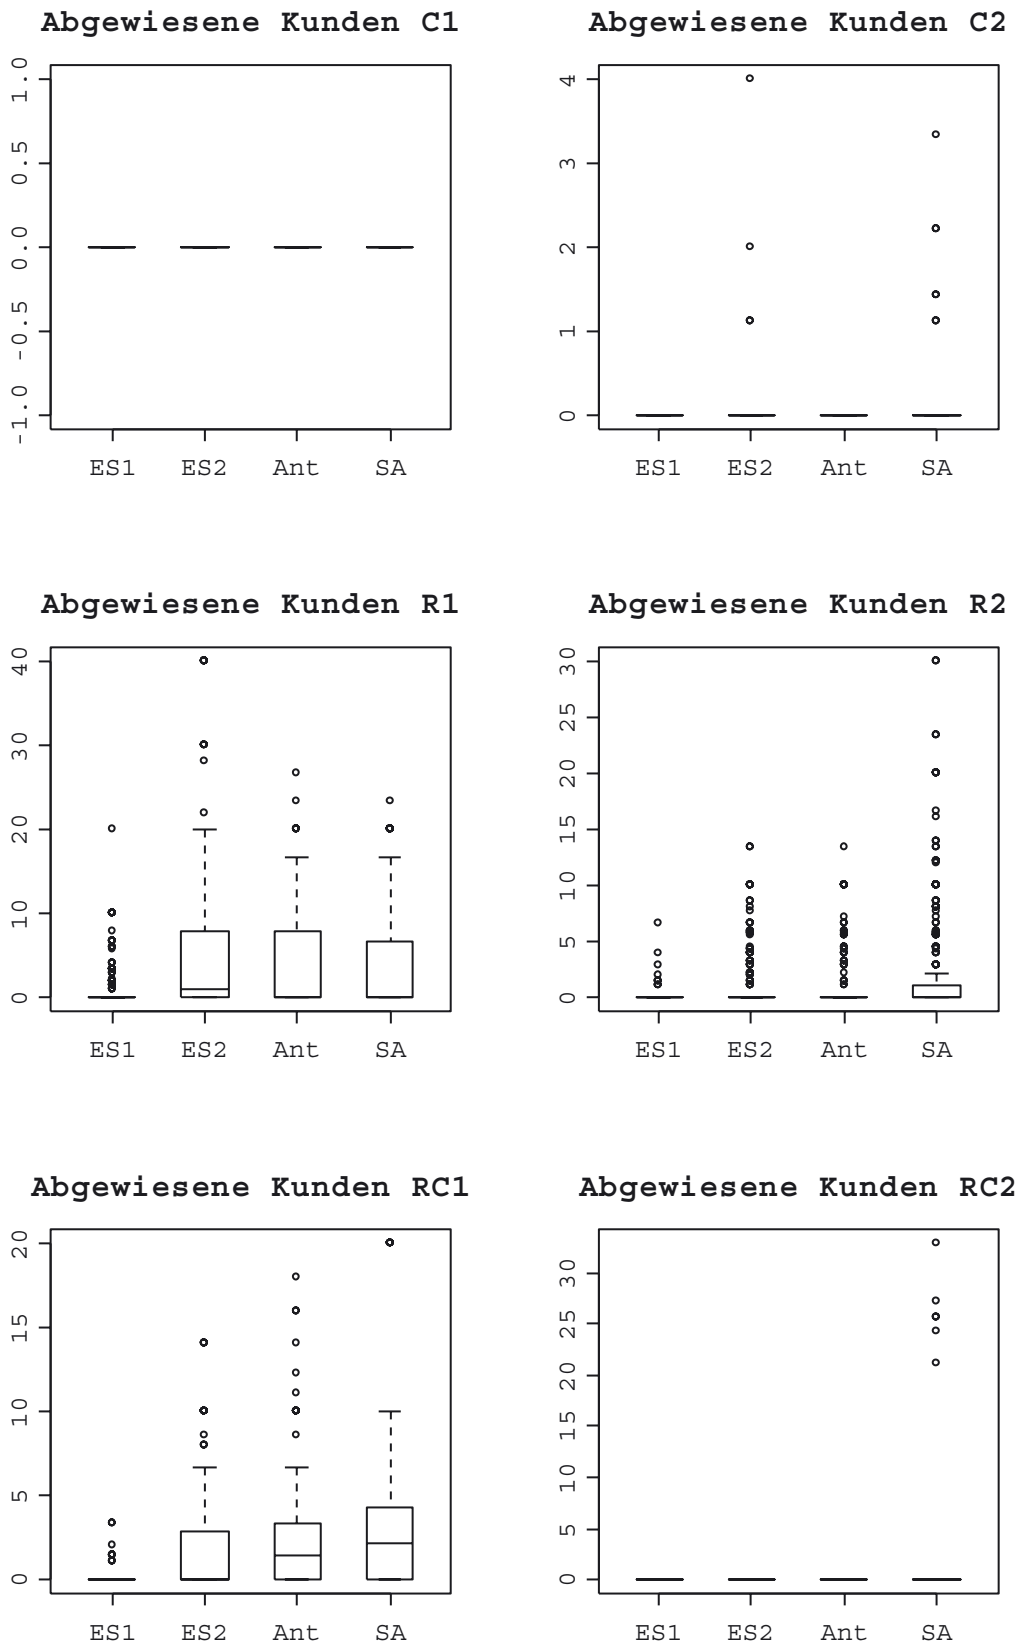 Abgewiesene Kunden C1
1.0
0.5
0.0
-0.5
-1.0
ES1 ES2 Ant SA
Abgewiesene Kunden C2
4
3
2
1
0
ES1 ES2 Ant SA
Abgewiesene Kunden R1
40
30
20
10
0
ES1 ES2 Ant SA
Abgewiesene Kunden R2
30
25
20
15
10
5
0
ES1 ES2 Ant SA
Abgewiesene Kunden RC1
20
15
10
5
0
ES1 ES2 Ant SA
Abgewiesene Kunden RC2
30
25
20
15
10
5
0
ES1 ES2 Ant SA